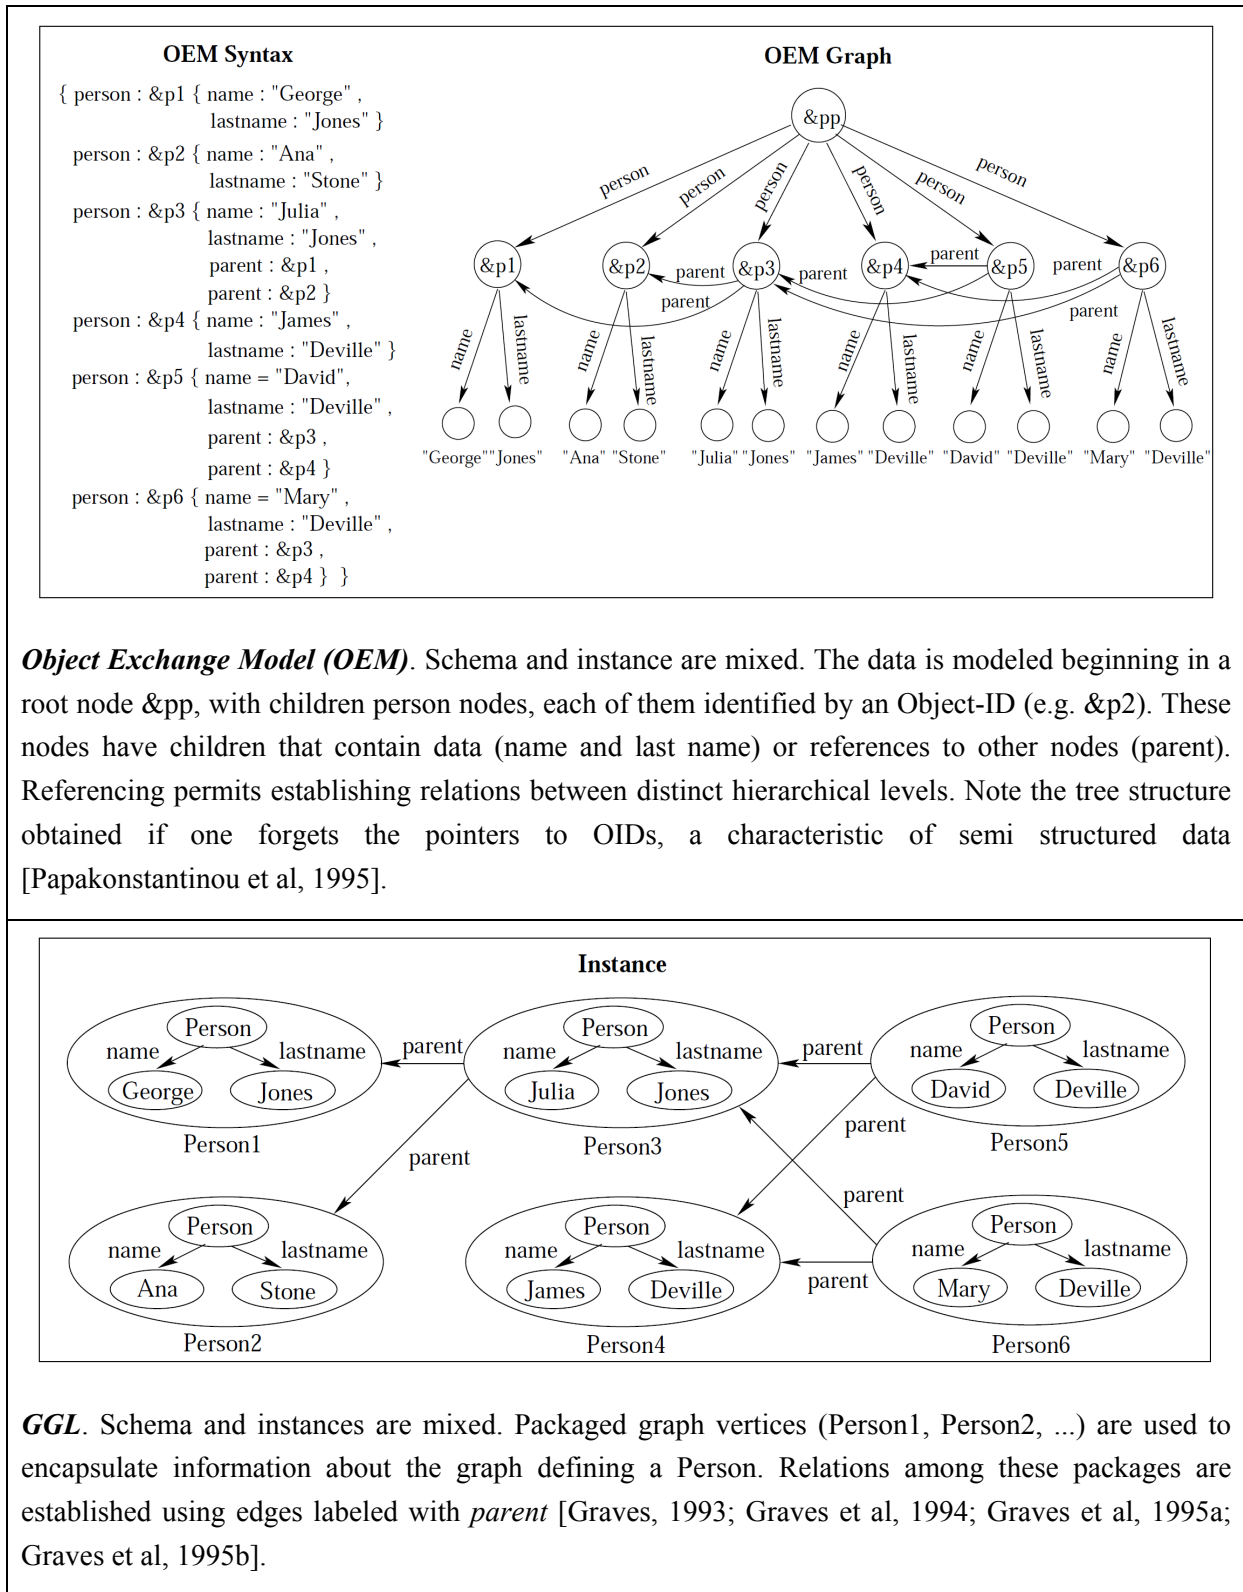 OEM Syntax
{ person : &p1 { name : "George" ,
lastname : "Jones" }
person : &p2 { name : "Ana" ,
lastname : "Stone" }
person : &p3 { name : "Julia" ,
lastname : "Jones" ,
parent : &p1 ,
parent : &p2 }
person : &p4 { name : "James" ,
lastname : "Deville" }
person : &p5 { name = "David",
lastname : "Deville" ,
parent : &p3 ,
parent : &p4 }
person : &p6 { name = "Mary" ,
lastname : "Deville" ,
parent : &p3 ,
parent : &p4 } }
OEM Graph
&pp
person person person person person person
&p1 &p2 &p3 &p4 &p5 &p6
parent parent parent parent parent parent
name lastname name lastname name lastname name lastname name lastname name lastname
"George" "Jones" "Ana" "Stone" "Julia" "Jones" "James" "Deville" "David" "Deville" "Mary" "Deville"
Object Exchange Model (OEM). Schema and instance are mixed. The data is modeled beginning in a
root node &pp, with children person nodes, each of them identified by an Object-ID (e.g. &p2). These
nodes have children that contain data (name and last name) or references to other nodes (parent).
Referencing permits establishing relations between distinct hierarchical levels. Note the tree structure
obtained if one forgets the pointers to OIDs, a characteristic of semi structured data
[Papakonstantinou et al, 1995].
Instance
Person Person Person
name lastname parent name lastname parent name lastname
George Jones Julia Jones David Deville
Person1 Person3 Person5
parent parent
parent
Person Person Person
name lastname name lastname parent name lastname
Ana Stone James Deville Mary Deville
Person2 Person4 Person6
GGL. Schema and instances are mixed. Packaged graph vertices (Person1, Person2, ...) are used to
encapsulate information about the graph defining a Person. Relations among these packages are
established using edges labeled with parent [Graves, 1993; Graves et al, 1994; Graves et al, 1995a;
Graves et al, 1995b].